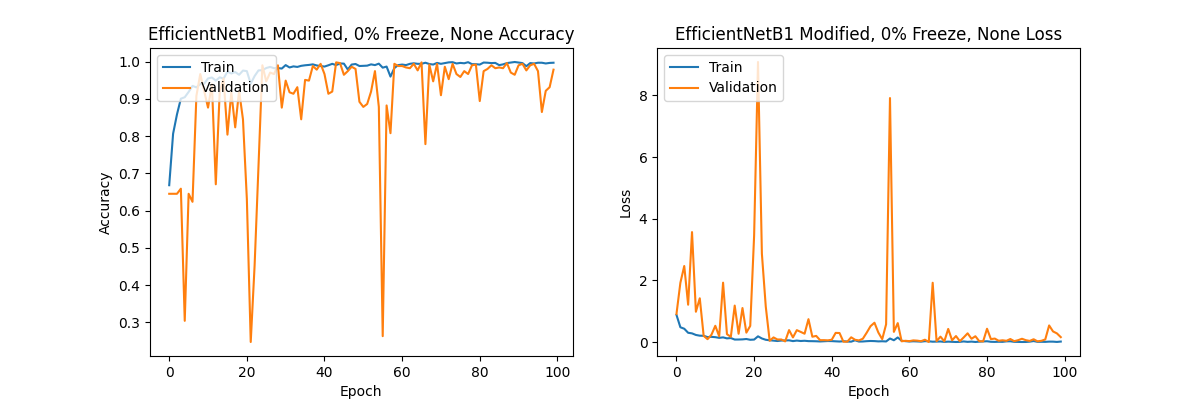 EfficientNetB1 Modified, 0% Freeze, None Accuracy
Train
Validation
Accuracy
1.0
0.9
0.8
0.7
0.6
0.5
0.4
0.3
0 20 40 60 80 100
Epoch
EfficientNetB1 Modified, 0% Freeze, None Loss
Train
Validation
Loss
8
6
4
2
0
0 20 40 60 80 100
Epoch